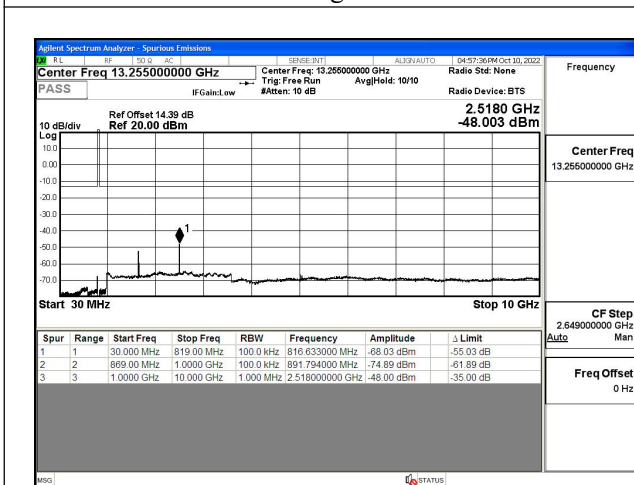 Agilent Spectrum Analyzer - Spurious Emissions
RL RF 50 Ω AC SENSE:INT ALIGN AUTO 04:57:36 PM Oct 10, 2022
Center Freq 13.255000000 GHz
Center Freq: 13.255000000 GHz
Radio Std: None
Trig: Free Run Avg|Hold: 10/10
PASS
IFGain:Low
#Atten: 10 dB
Radio Device: BTS
Ref Offset 14.39 dB
2.5180 GHz
10 dB/div Ref 20.00 dBm
-48.003 dBm
Log
10.0
0.00
-10.0
-20.0
-30.0
-40.0
-50.0
-60.0
-70.0
1
Start 30 MHz
Stop 10 GHz
Spur Range Start Freq Stop Freq RBW Frequency Amplitude Δ Limit
1 1 30.000 MHz 819.00 MHz 100.0 kHz 816.633000 MHz -68.03 dBm -55.03 dB
2 2 869.00 MHz 1.0000 GHz 100.0 kHz 891.794000 MHz -74.89 dBm -61.89 dB
3 3 1.0000 GHz 10.000 GHz 1.000 MHz 2.518000000 GHz -48.00 dBm -35.00 dB
MSG
STATUS
Frequency
Center Freq
13.255000000 GHz
CF Step
2.649000000 GHz
Auto Man
Freq Offset
0 Hz